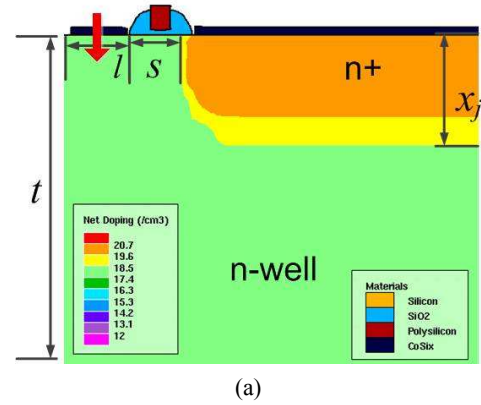 l
s
n+
x_j
t
n-well
Net Doping (/cm3)
20.7
19.6
18.5
17.4
16.3
15.3
14.2
13.1
12
Materials
Silicon
SiO2
Polysilicon
CoSix
(a)